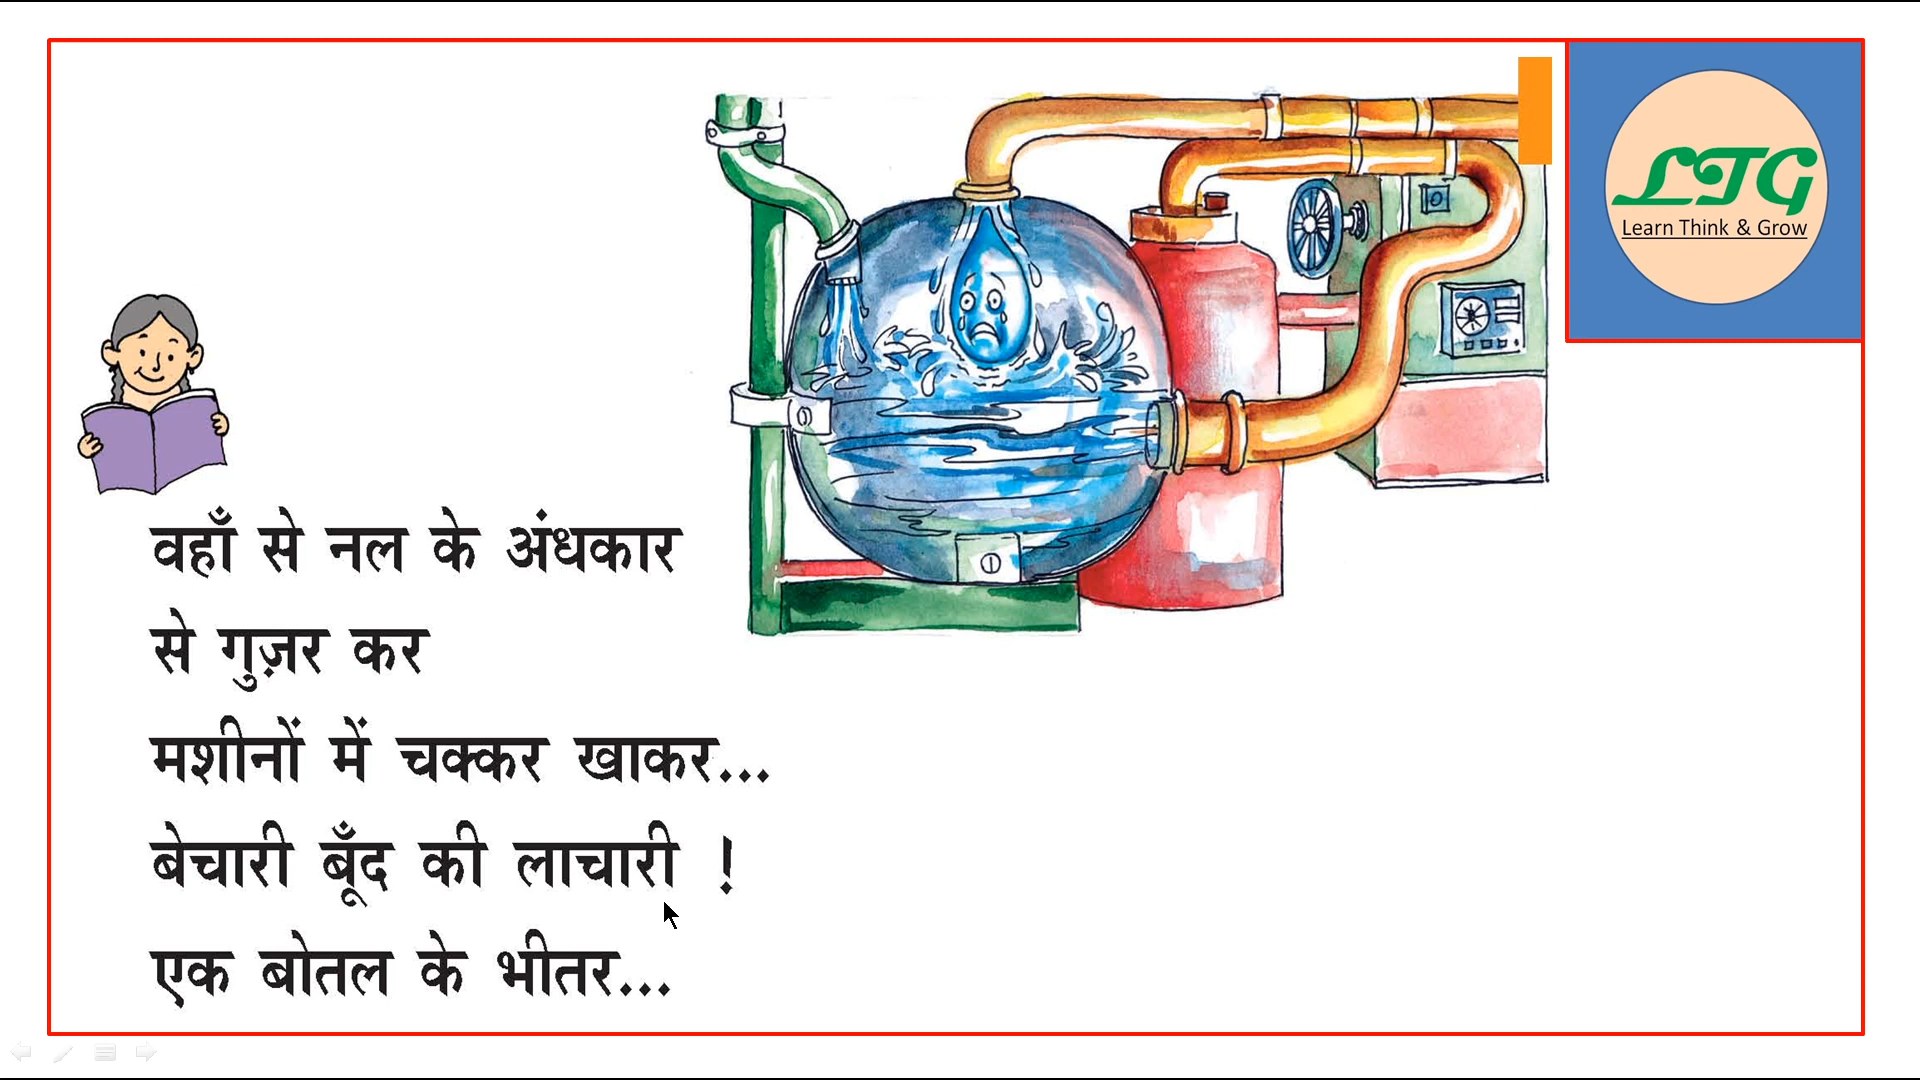 LTG
Learn Think & Grow
वहाँ से नल के अंधकार
से गुज़र कर
मशीनों में चक्कर खाकर...
बेचारी बूँद की लाचारी !
एक बोतल के भीतर...